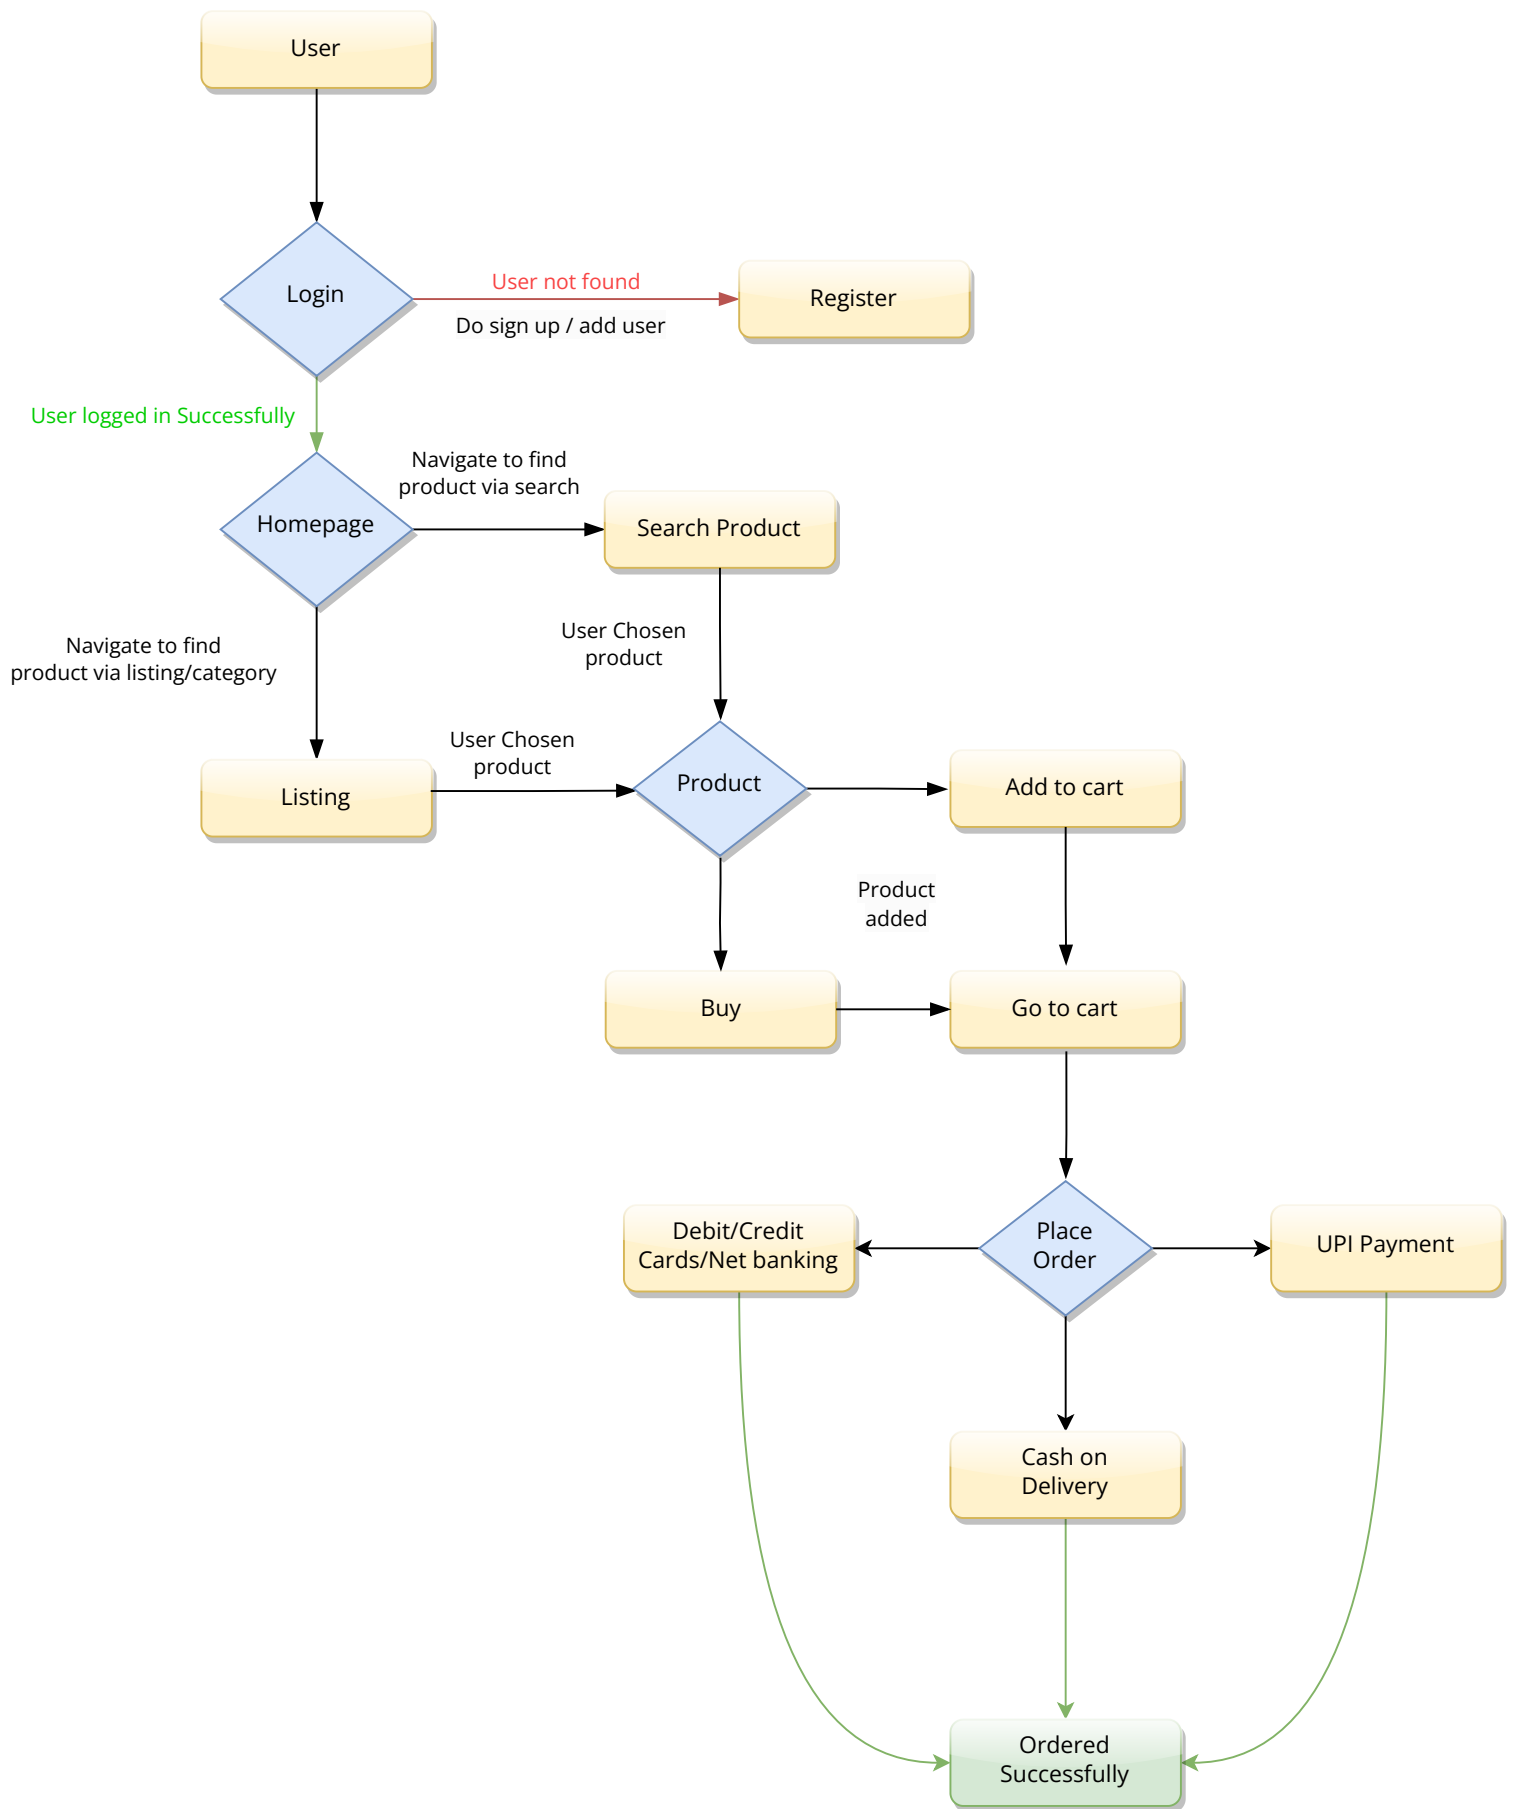 User
Login
User not found
Do sign up / add user
Register
User logged in Successfully
Navigate to find
product via search
Homepage
Search Product
Navigate to find
product via listing/category
User Chosen
product
User Chosen
product
Listing
Product
Add to cart
Product
added
Buy
Go to cart
Debit/Credit
Cards/Net banking
Place
Order
UPI Payment
Cash on
Delivery
Ordered
Successfully